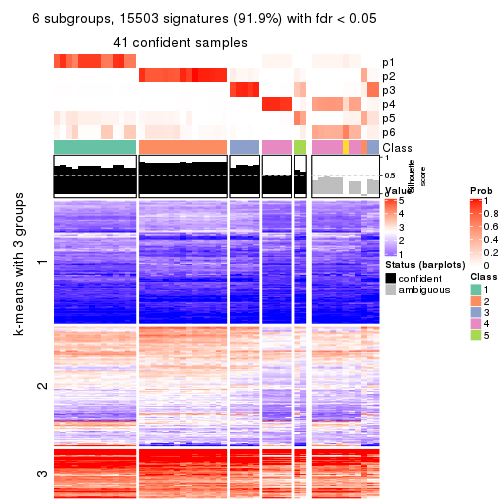 6 subgroups, 15503 signatures (91.9%) with fdr < 0.05
41 confident samples
p1
p2
p3
p4
p5
p6
Class
1
0.5
0
Silhouette
score
k-means with 3 groups
1
2
3
Value
5
4
3
2
1
Status (barplots)
confident
ambiguous
Prob
1
0.8
0.6
0.4
0.2
0
Class
1
2
3
4
5